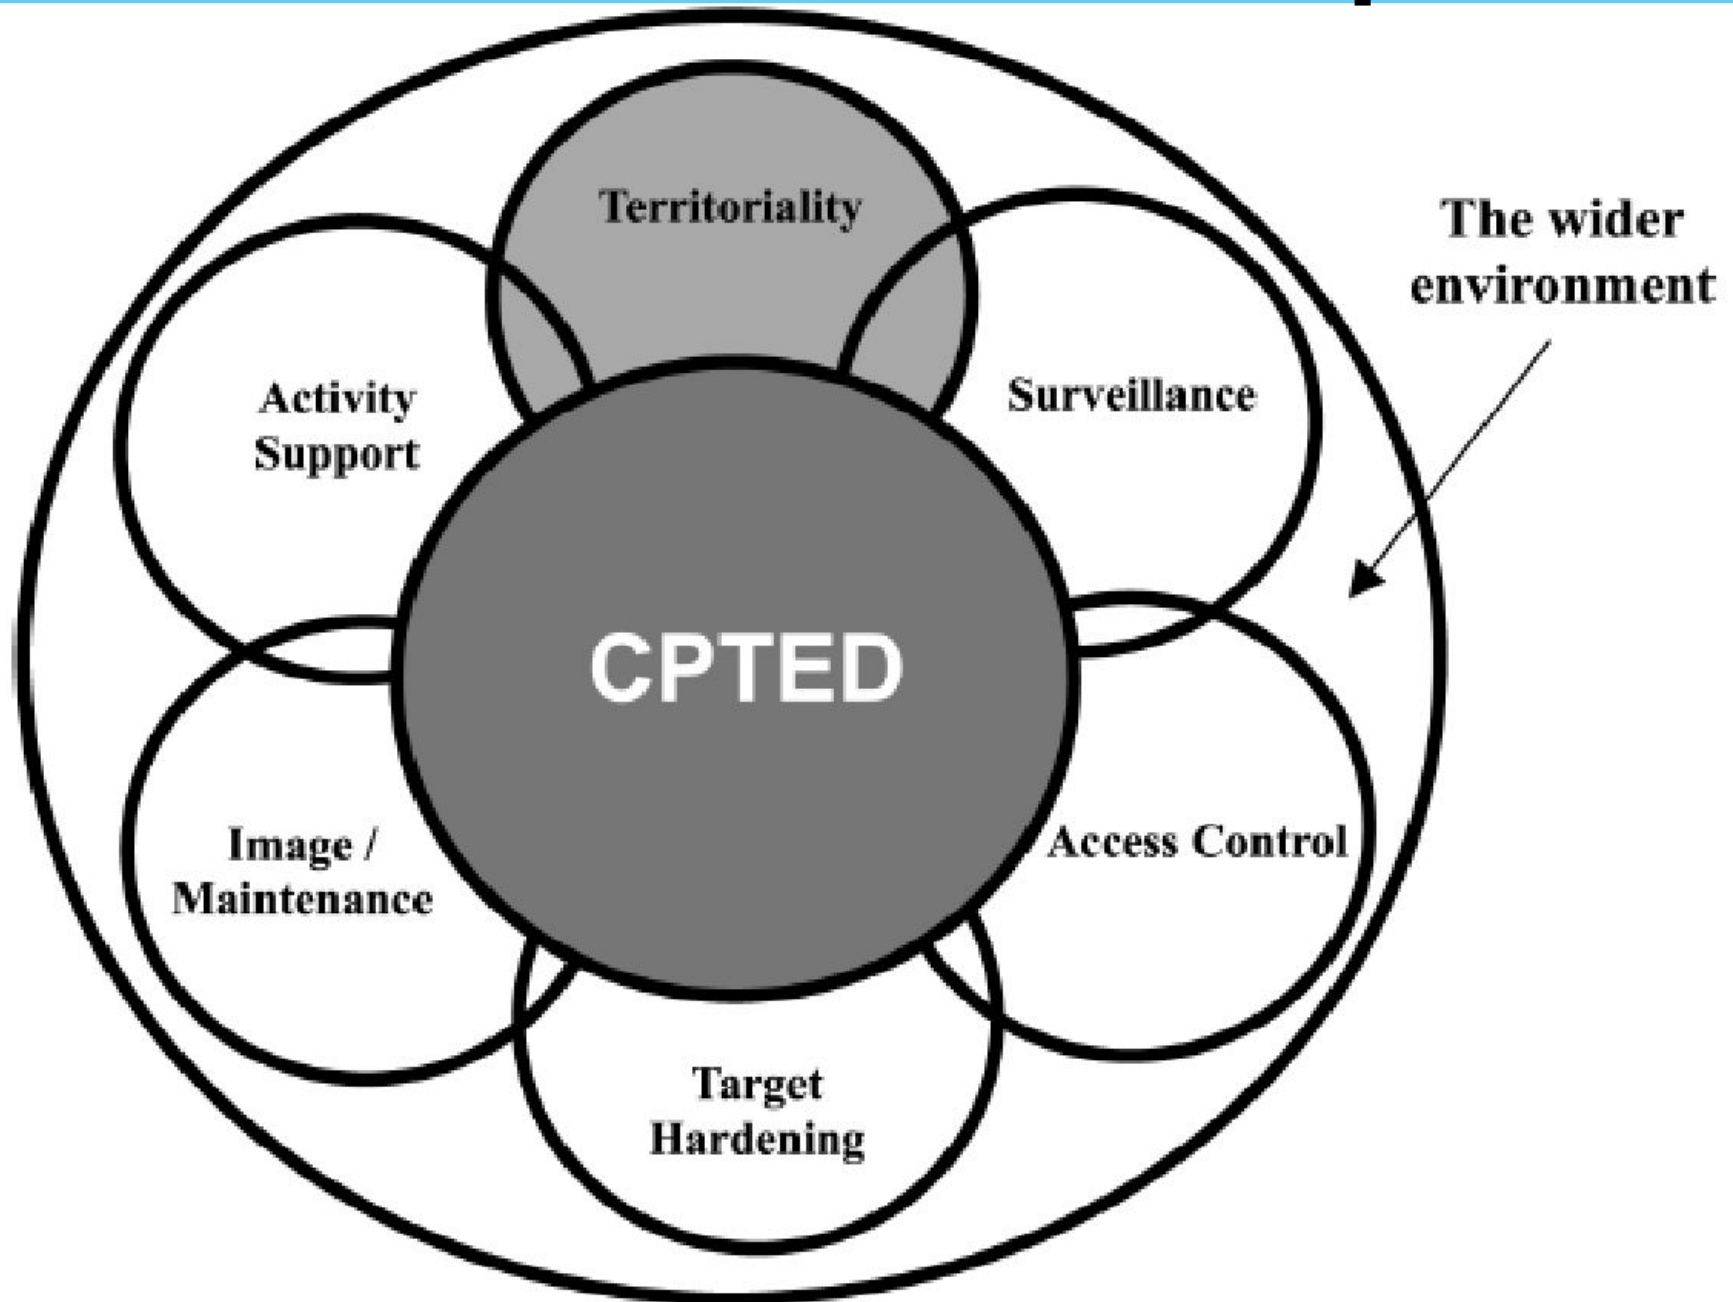 Territoriality
The wider
environment
Activity
Support
Surveillance
CPTED
Image /
Maintenance
Access Control
Target
Hardening